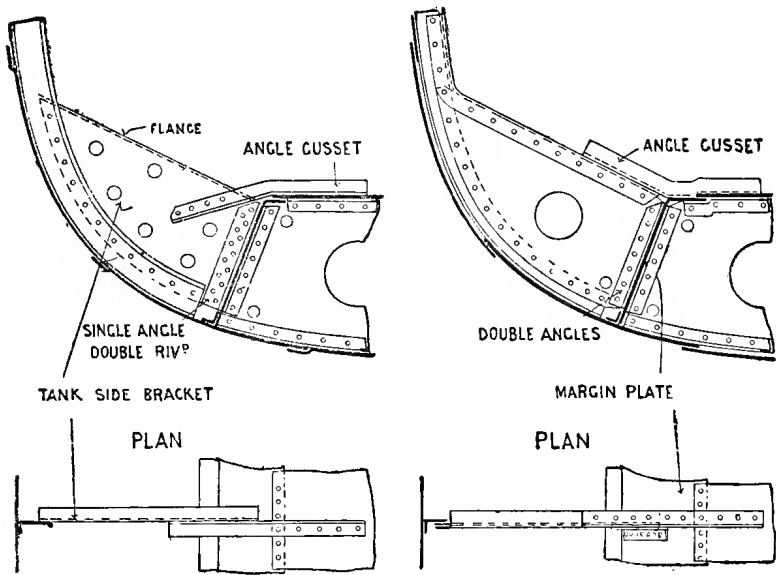 FLANGE
ANGLE GUSSET
SINGLE ANGLE
DOUBLE RIVD
TANK SIDE BRACKET
PLAN
ANGLE GUSSET
DOUBLE ANGLES
MARGIN PLATE
PLAN